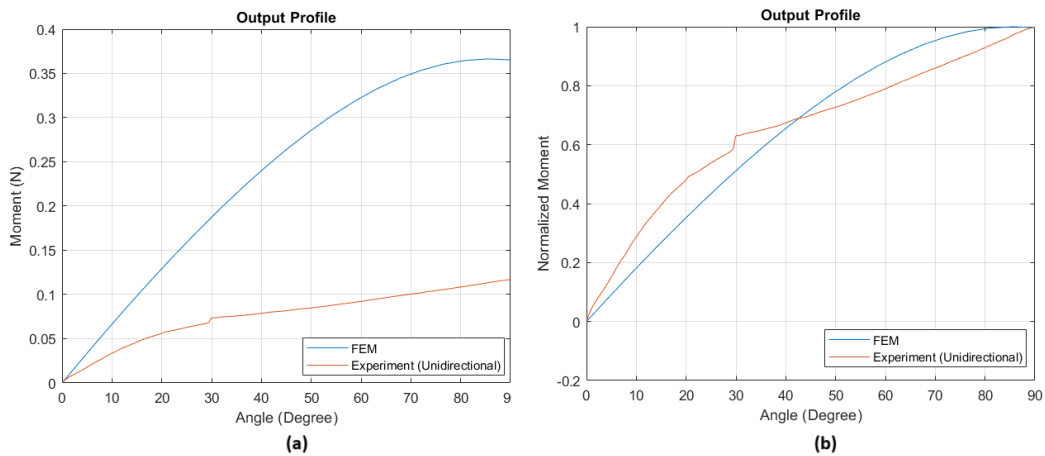 Output Profile
0.4
0.35
0.3
0.25
0.2
0.15
0.1
0.05
0
Moment (N)
0 10 20 30 40 50 60 70 80 9
Angle (Degree)
FEM
Experiment (Unidirectional)
(a)
Output Profile
1
0.8
0.6
0.4
0.2
0
-0.2
Normalized Moment
0 10 20 30 40 50 60 70 80 90
Angle (Degree)
FEM
Experiment (Unidirectional)
(b)